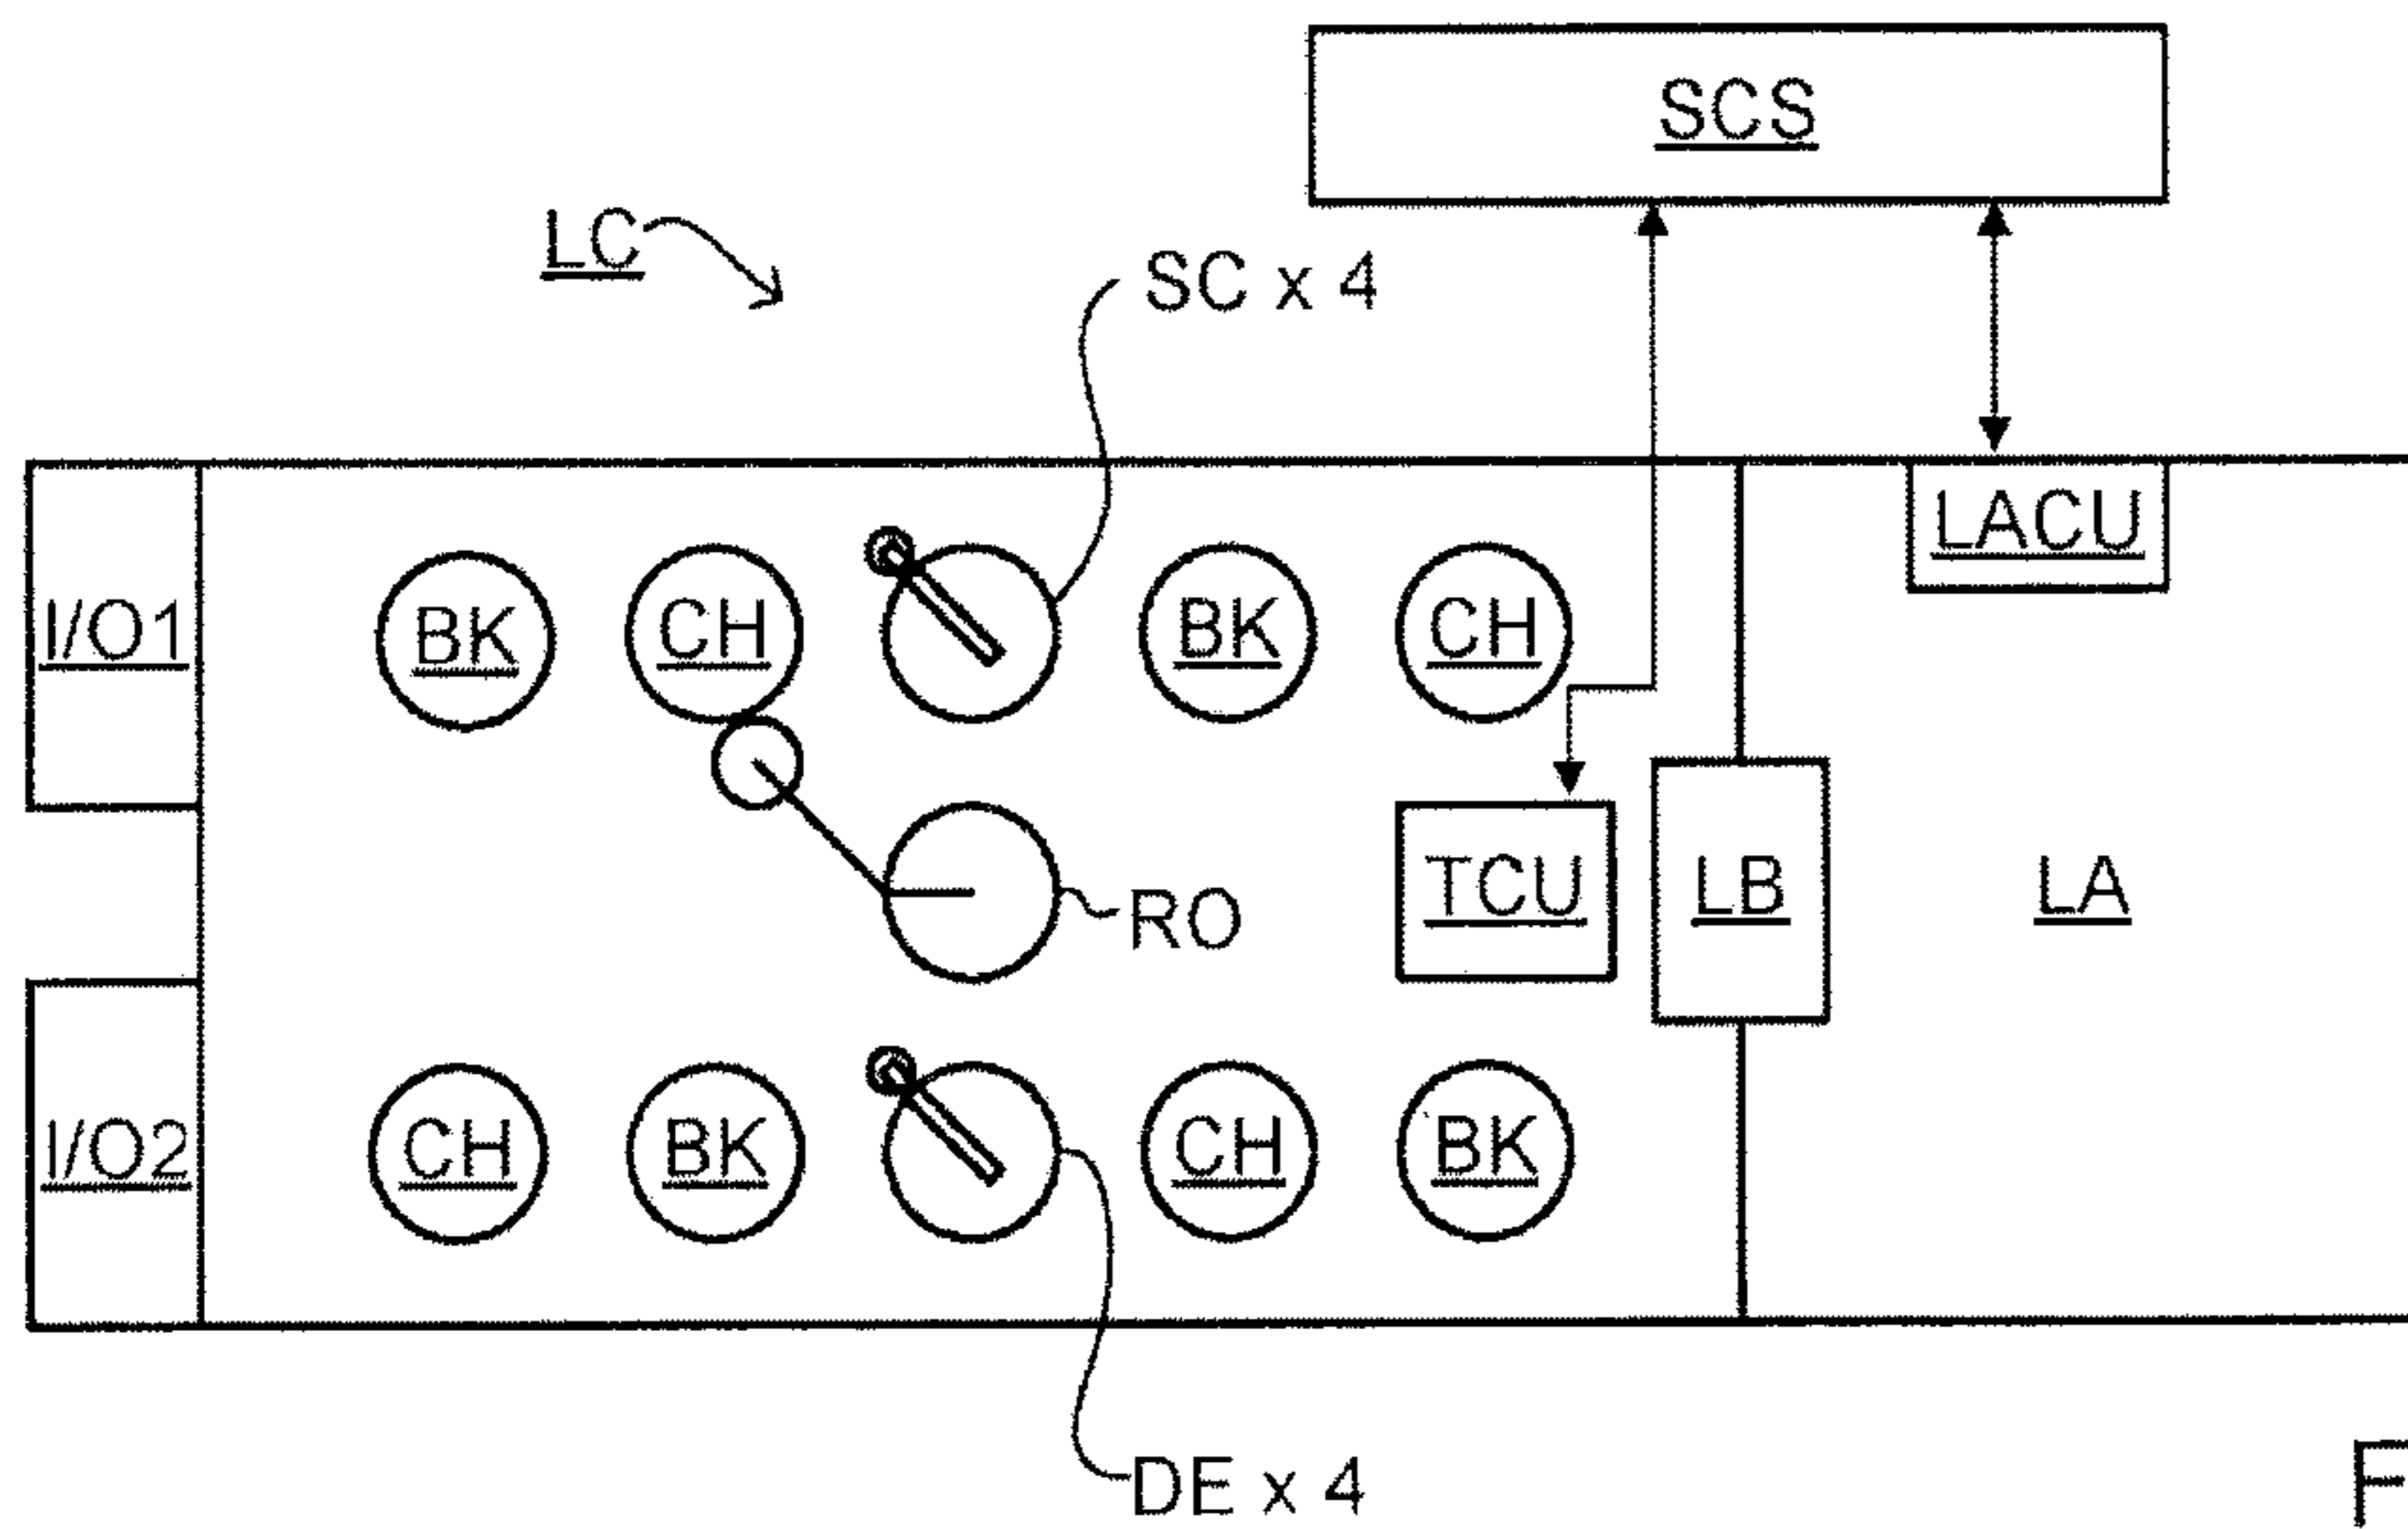 SCS
LC
SC x 4
LACU
I/O1
BK
CH
BK
CH
TCU
LB
LA
RO
I/O2
CH
BK
CH
BK
DE x 4
F